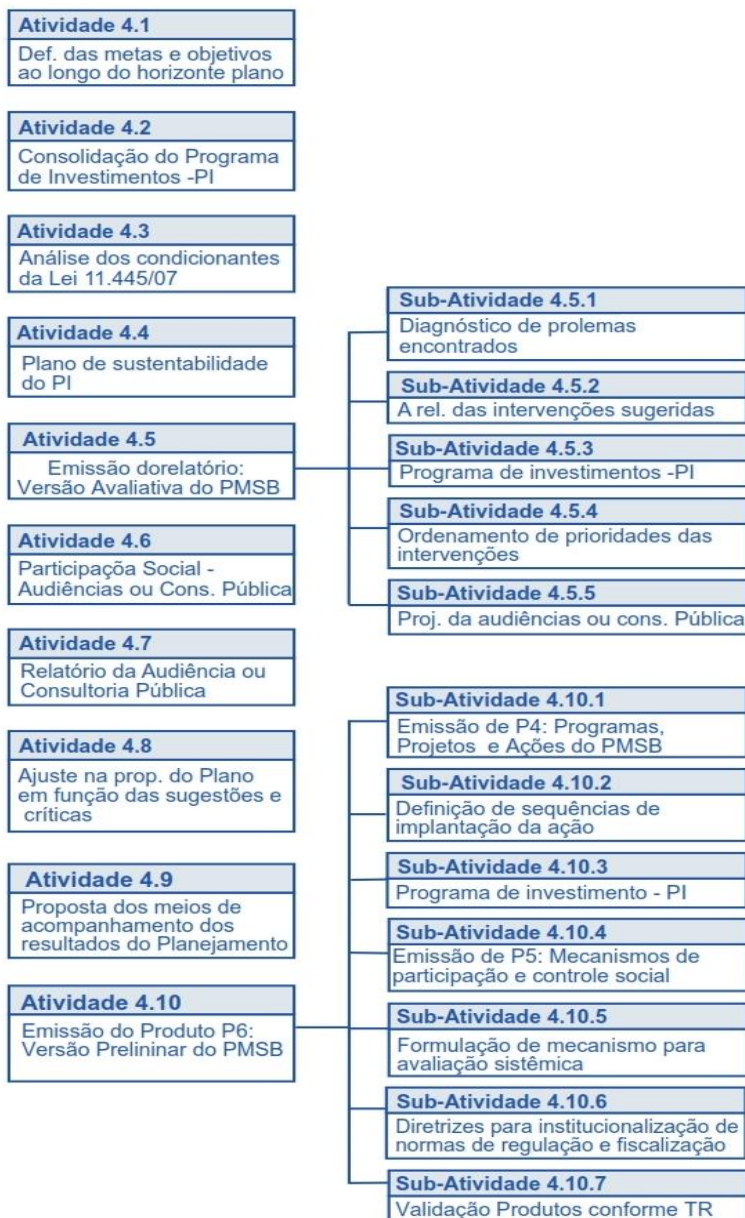 Atividade 4.1
Def. das metas e objetivos
ao longo do horizonte plano
Atividade 4.2
Consolidação do Programa
de Investimentos -PI
Atividade 4.3
Análise dos condicionantes
da Lei 11.445/07
Atividade 4.4
Plano de sustentabilidade
do PI
Atividade 4.5
Emissão dorelatório:
Versão Avaliativa do PMSB
Sub-Atividade 4.5.1
Diagnóstico de prolemas
encontrados
Sub-Atividade 4.5.2
A rel. das intervenções sugeridas
Sub-Atividade 4.5.3
Programa de investimentos -PI
Sub-Atividade 4.5.4
Ordenamento de prioridades das
intervenções
Sub-Atividade 4.5.5
Proj. da audiências ou cons. Pública
Atividade 4.6
Participaçõa Social -
Audiências ou Cons. Pública
Atividade 4.7
Relatório da Audiência ou
Consultoria Pública
Atividade 4.8
Ajuste na prop. do Plano
em função das sugestões e
críticas
Atividade 4.9
Proposta dos meios de
acompanhamento dos
resultados do Planejamento
Atividade 4.10
Emissão do Produto P6:
Versão Prelininar do PMSB
Sub-Atividade 4.10.1
Emissão de P4: Programas,
Projetos e Ações do PMSB
Sub-Atividade 4.10.2
Definição de sequências de
implantação da ação
Sub-Atividade 4.10.3
Programa de investimento - PI
Sub-Atividade 4.10.4
Emissão de P5: Mecanismos de
participação e controle social
Sub-Atividade 4.10.5
Formulação de mecanismo para
avaliação sistêmica
Sub-Atividade 4.10.6
Diretrizes para institucionalização de
normas de regulação e fiscalização
Sub-Atividade 4.10.7
Validação Produtos conforme TR